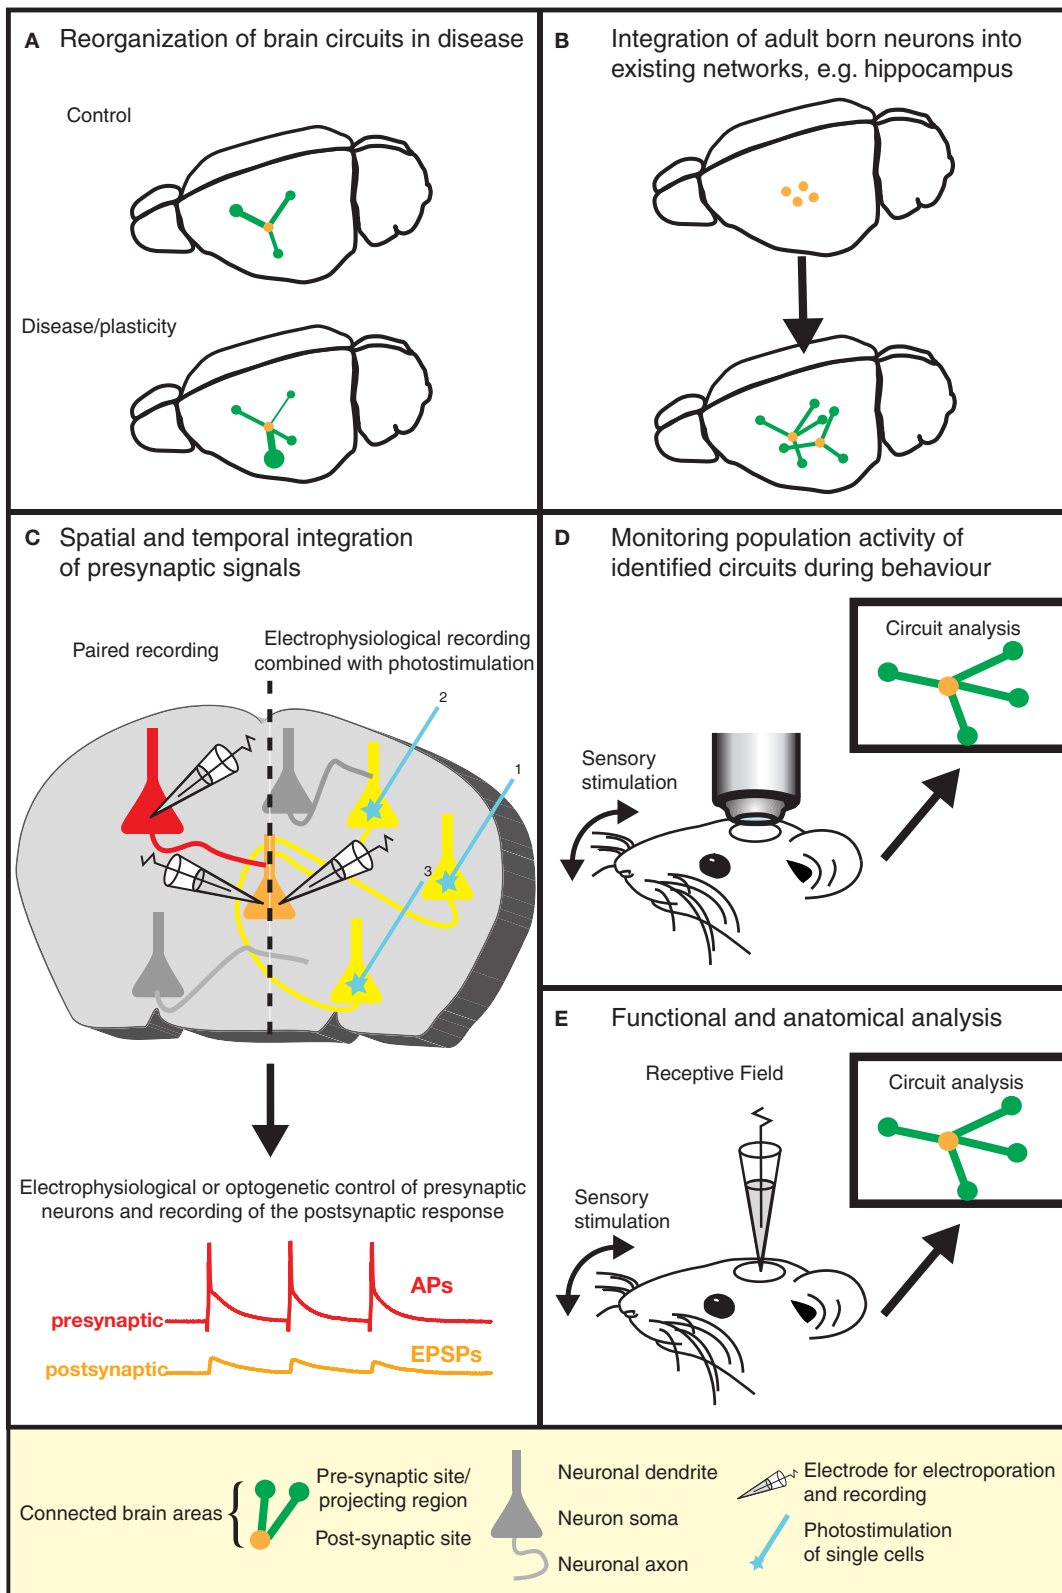 A Reorganization of brain circuits in disease
Control
Disease/plasticity
B Integration of adult born neurons into
existing networks, e.g. hippocampus
C Spatial and temporal integration
of presynaptic signals
Paired recording
Electrophysiological recording
combined with photostimulation
2
1
3
Electrophysiological or optogenetic control of presynaptic
neurons and recording of the postsynaptic response
APs
presynaptic
EPSPs
postsynaptic
D Monitoring population activity of
identified circuits during behaviour
Circuit analysis
Sensory
stimulation
E Functional and anatomical analysis
Receptive Field
Circuit analysis
Sensory
stimulation
Connected brain areas
Pre-synaptic site/
projecting region
Post-synaptic site
Neuronal dendrite
Neuron soma
Neuronal axon
Electrode for electroporation
and recording
Photostimulation
of single cells